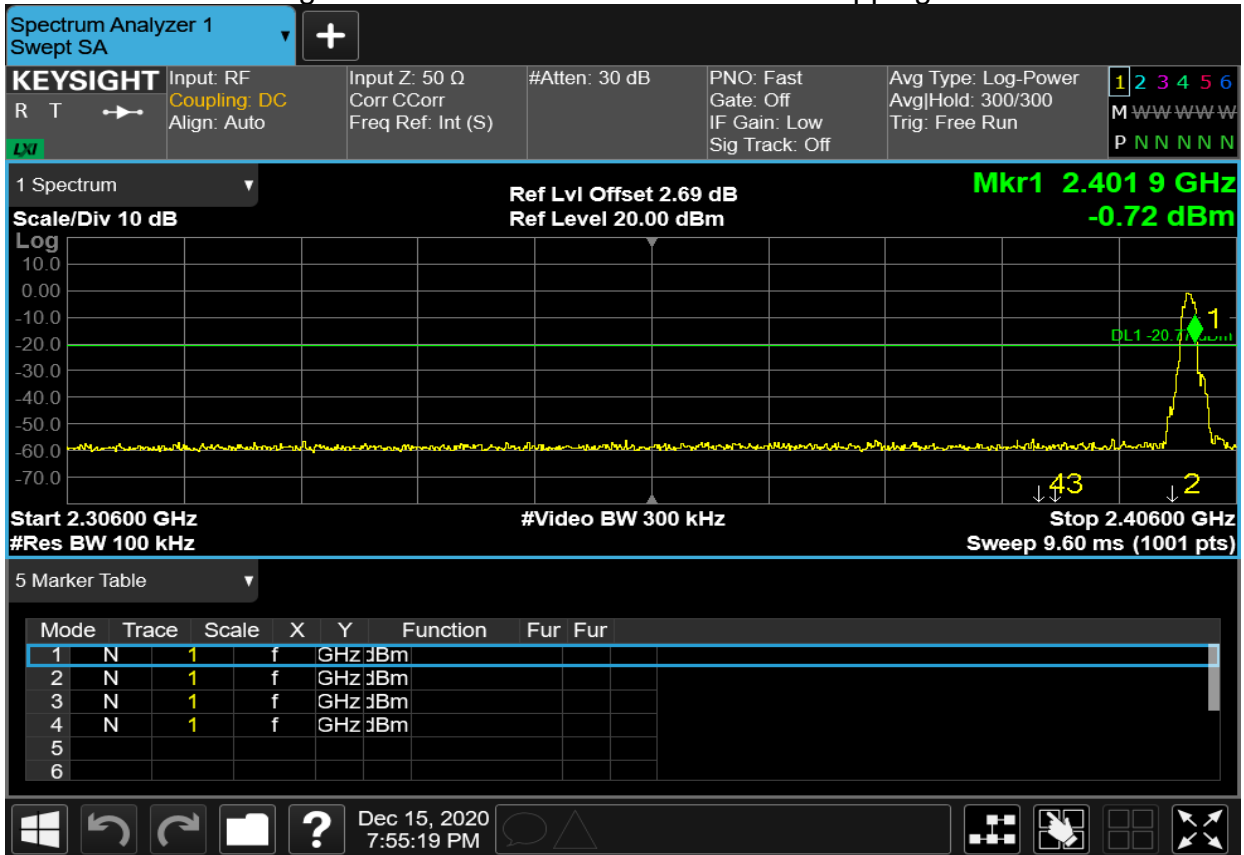 Spectrum Analyzer 1
Swept SA
KEYSIGHT
R T
LXI
Input: RF
Coupling: DC
Align: Auto
Input Z: 50 Ω
Corr CCorr
Freq Ref: Int (S)
#Atten: 30 dB
PNO: Fast
Gate: Off
IF Gain: Low
Sig Track: Off
Avg Type: Log-Power
Avg|Hold: 300/300
Trig: Free Run
1 2 3 4 5 6
M W W W W W
P N N N N N
1 Spectrum
Scale/Div 10 dB
Ref Lvl Offset 2.69 dB
Ref Level 20.00 dBm
Mkr1 2.401 9 GHz
-0.72 dBm
Log
10.0
0.00
-10.0
-20.0
-30.0
-40.0
-50.0
-60.0
-70.0
1
DL1 -20.7
43
2
Start 2.30600 GHz
#Res BW 100 kHz
#Video BW 300 kHz
Stop 2.40600 GHz
Sweep 9.60 ms (1001 pts)
5 Marker Table
Mode Trace Scale X Y Function Fur Fur
1 N 1 f GHz dBm
2 N 1 f GHz dBm
3 N 1 f GHz dBm
4 N 1 f GHz dBm
5
6
?
Dec 15, 2020
7:55:19 PM